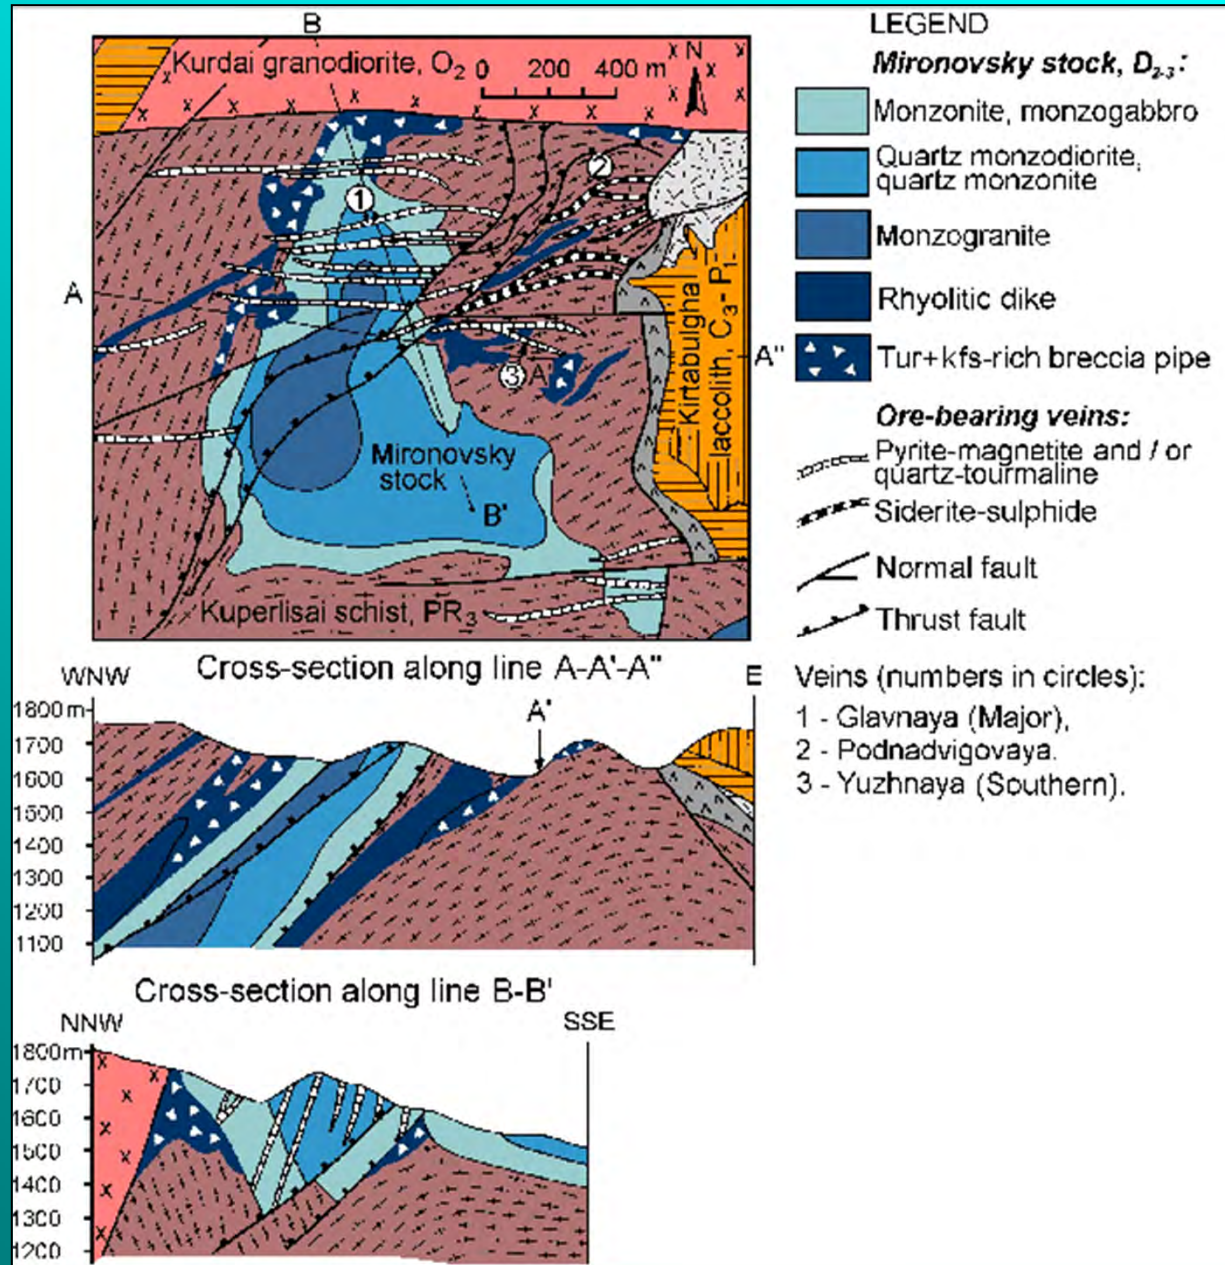 B
Kurdai granodiorite, O2
0 200 400 m
N
A
1
2
3
A'
A"
Kirtabulgha
laccolith, C3- P1
Mironovsky
stock
B'
Kuperlisai schist, PR3
LEGEND
Mironovsky stock, D2-3:
Monzonite, monzogabbro
Quartz monzodiorite,
quartz monzonite
Monzogranite
Rhyolitic dike
Tur+kfs-rich breccia pipe
Ore-bearing veins:
Pyrite-magnetite and / or
quartz-tourmaline
Siderite-sulphide
Normal fault
Thrust fault
Veins (numbers in circles):
1 - Glavnaya (Major),
2 - Podnadvigovaya.
3 - Yuzhnaya (Southern).
Cross-section along line A-A'-A"
WNW
E
A'
1800 m
1700
1600
1500
1400
1300
1200
1100
Cross-section along line B-B'
NNW
SSE
1800 m
1700
1600
1500
1400
1300
1200